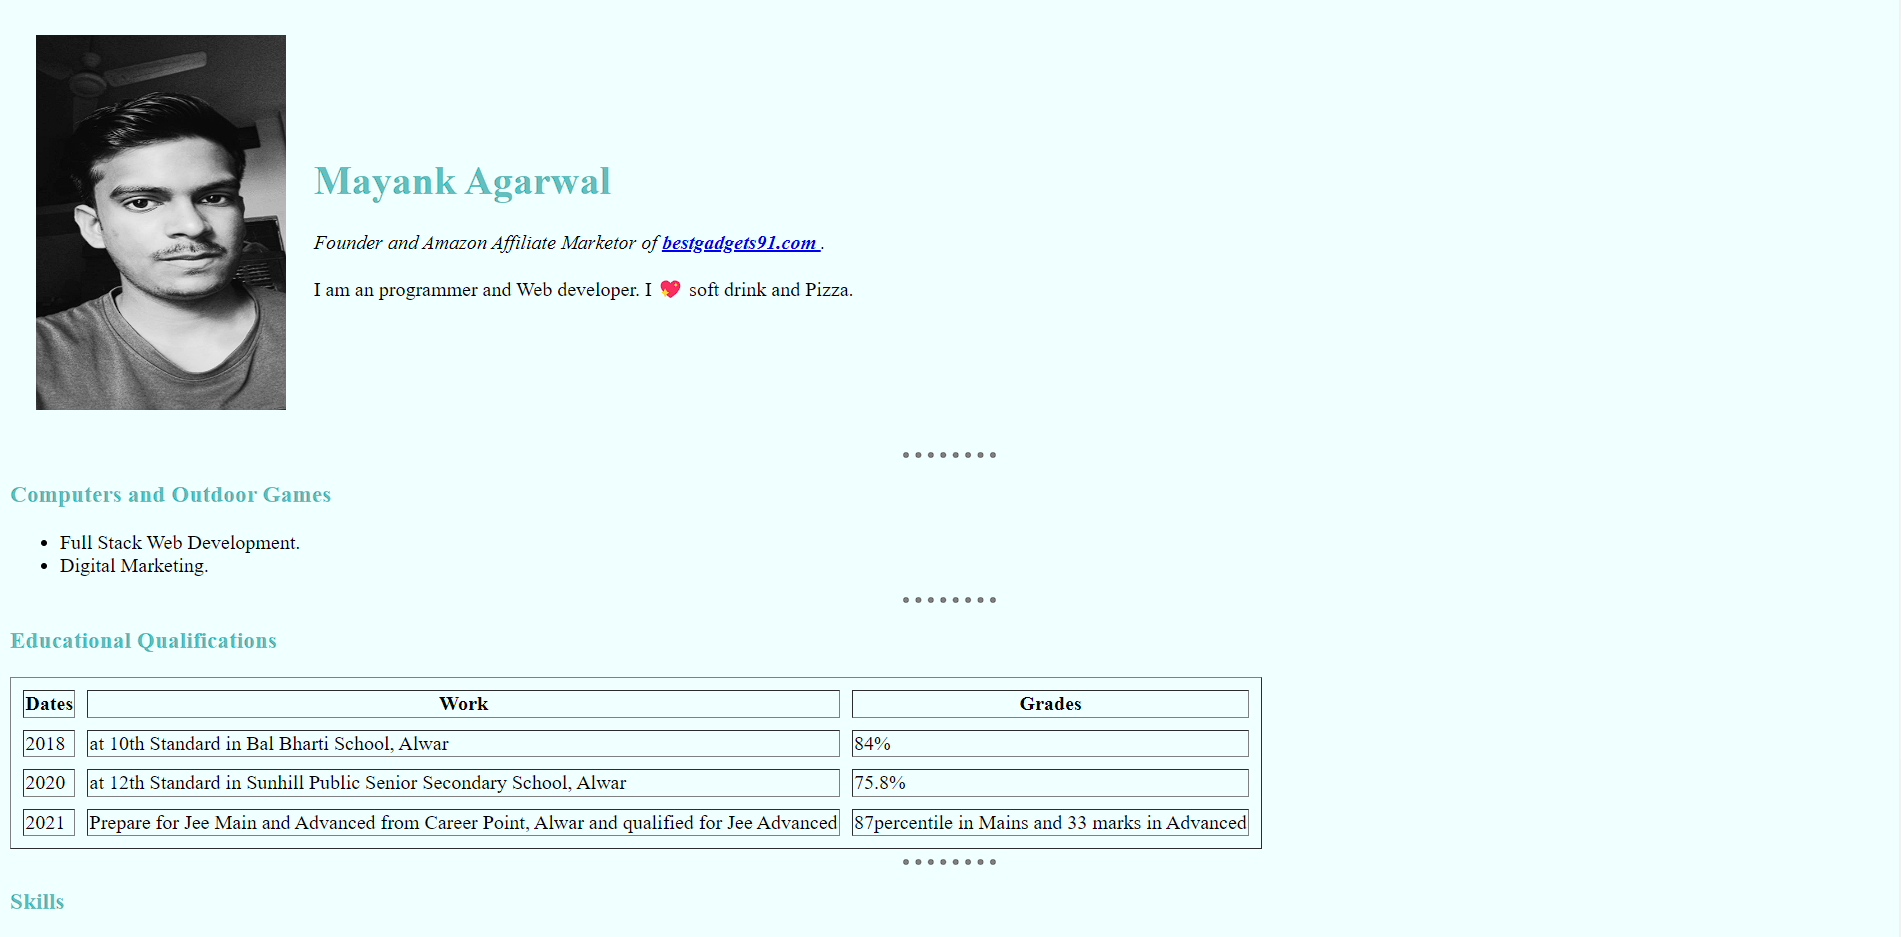 Mayank Agarwal
Founder and Amazon Affiliate Marketor of bestgadgets91.com .
I am an programmer and Web developer. I 💖 soft drink and Pizza.
Computers and Outdoor Games
Full Stack Web Development.
Digital Marketing.
Educational Qualifications
Dates Work Grades
2018 at 10th Standard in Bal Bharti School, Alwar 84%
2020 at 12th Standard in Sunhill Public Senior Secondary School, Alwar 75.8%
2021 Prepare for Jee Main and Advanced from Career Point, Alwar and qualified for Jee Advanced 87percentile in Mains and 33 marks in Advanced
Skills